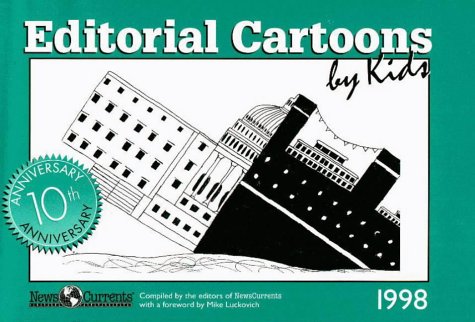 Editorial Cartoons
by Kids
ANNIVERSARY
10th
ANNIVERSARY
NewsCurrents
Compiled by the editors of NEWSCURRENTS
with a foreword by Mike Luckovich
1998